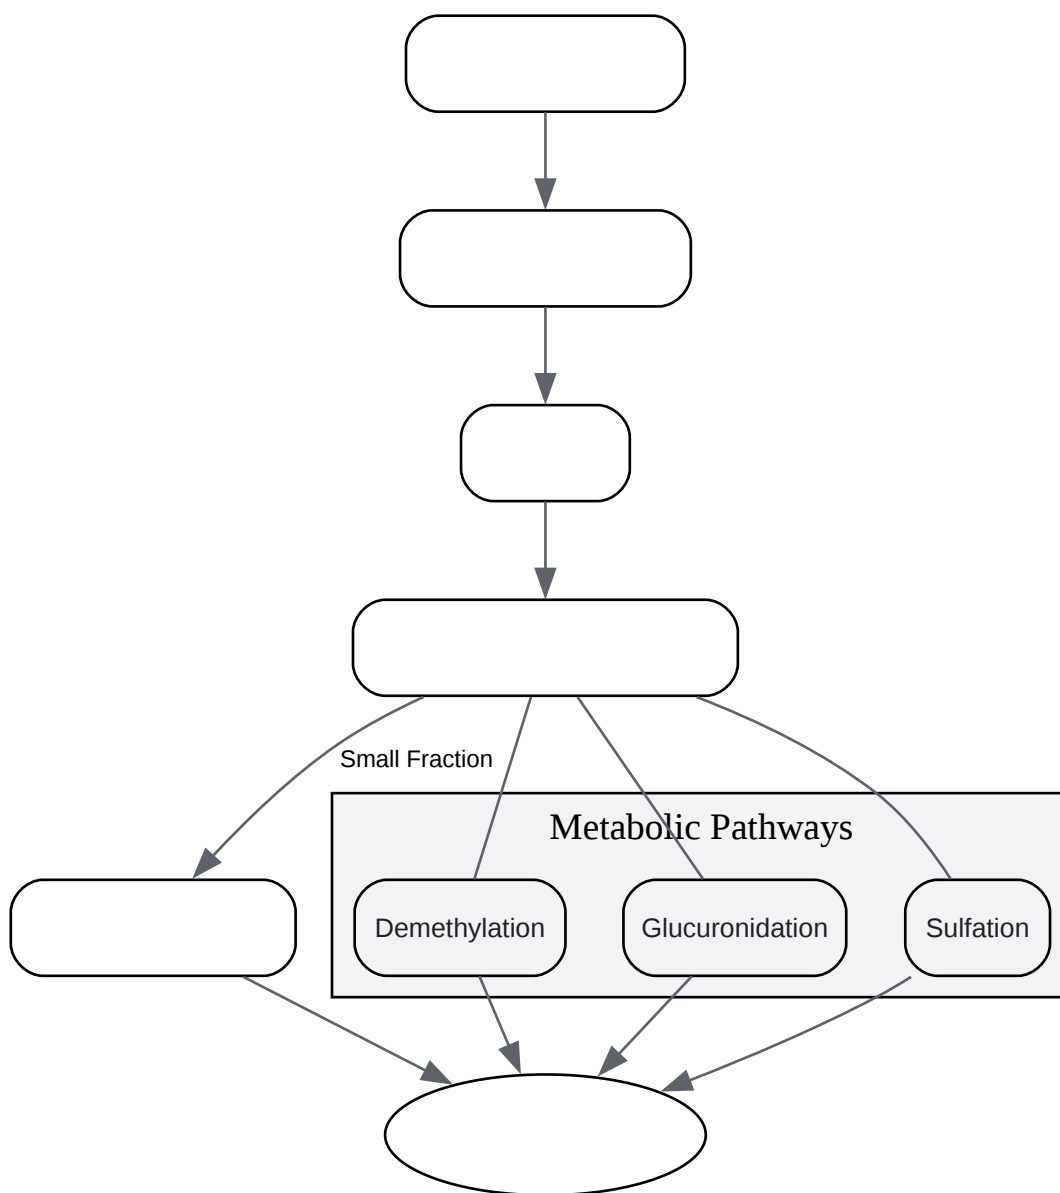 Small Fraction
Metabolic Pathways
Demethylation
Glucuronidation
Sulfation